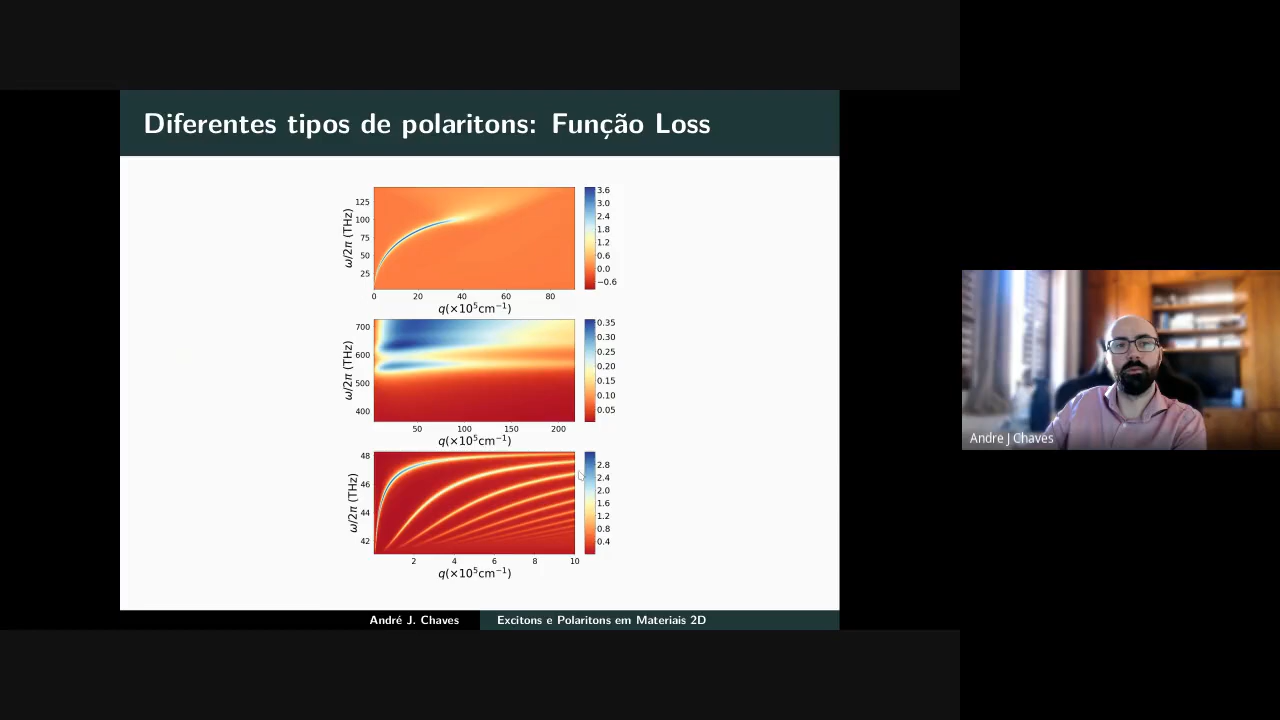 Diferentes tipos de polaritons: Função Loss
125
100
75
50
25
ω/2π (THz)
0 20 40 60 80
q(×10⁵cm⁻¹)
3.6
3.0
2.4
1.8
1.2
0.6
0.0
−0.6
700
600
500
400
ω/2π (THz)
50 100 150 200
q(×10⁵cm⁻¹)
0.35
0.30
0.25
0.20
0.15
0.10
0.05
48
46
44
42
ω/2π (THz)
2 4 6 8 10
q(×10⁵cm⁻¹)
2.8
2.4
2.0
1.6
1.2
0.8
0.4
André J. Chaves
Excitons e Polaritons em Materiais 2D
Andre J Chaves